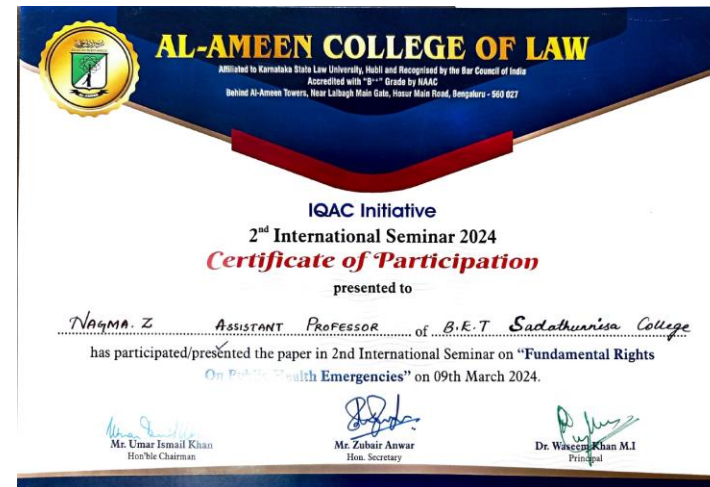 AL-AMEEN COLLEGE OF LAW
Affiliated to Karnataka State Law University, Hubli and Recognised by the Bar Council of India
Accredited with "B++" Grade by NAAC
Behind Al-Ameen Towers, Near Lalbagh Main Gate, Hosur Main Road, Bengaluru - 560 027
IQAC Initiative
2nd International Seminar 2024
Certificate of Participation
presented to
NAGMA. Z ASSISTANT PROFESSOR of B.E.T Sadathunnisa College
has participated/presented the paper in 2nd International Seminar on "Fundamental Rights
On Public Health Emergencies" on 09th March 2024.
Mr. Umar Ismail Khan
Hon'ble Chairman
Mr. Zubair Anwar
Hon. Secretary
Dr. Waseem Khan M.I
Principal